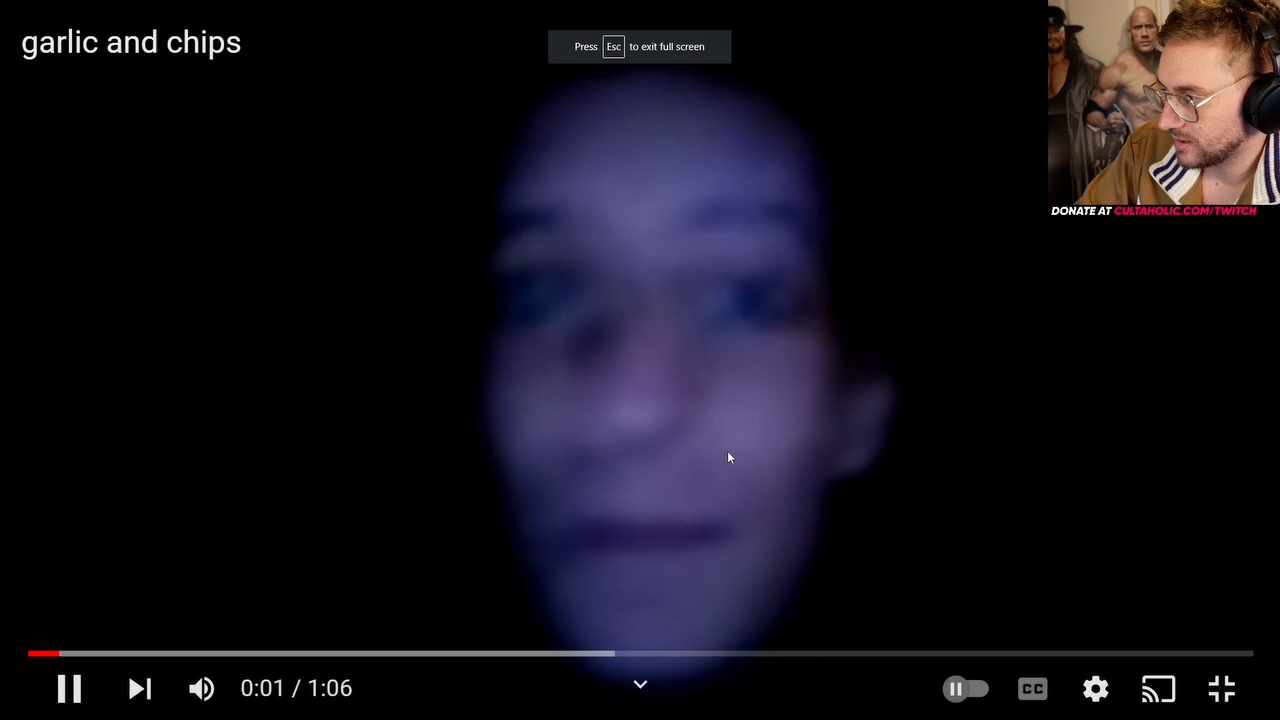 garlic and chips
Press Esc to exit full screen
DONATE AT CULTAHOLIC.COM/TWITCH
0:01 / 1:06
CC